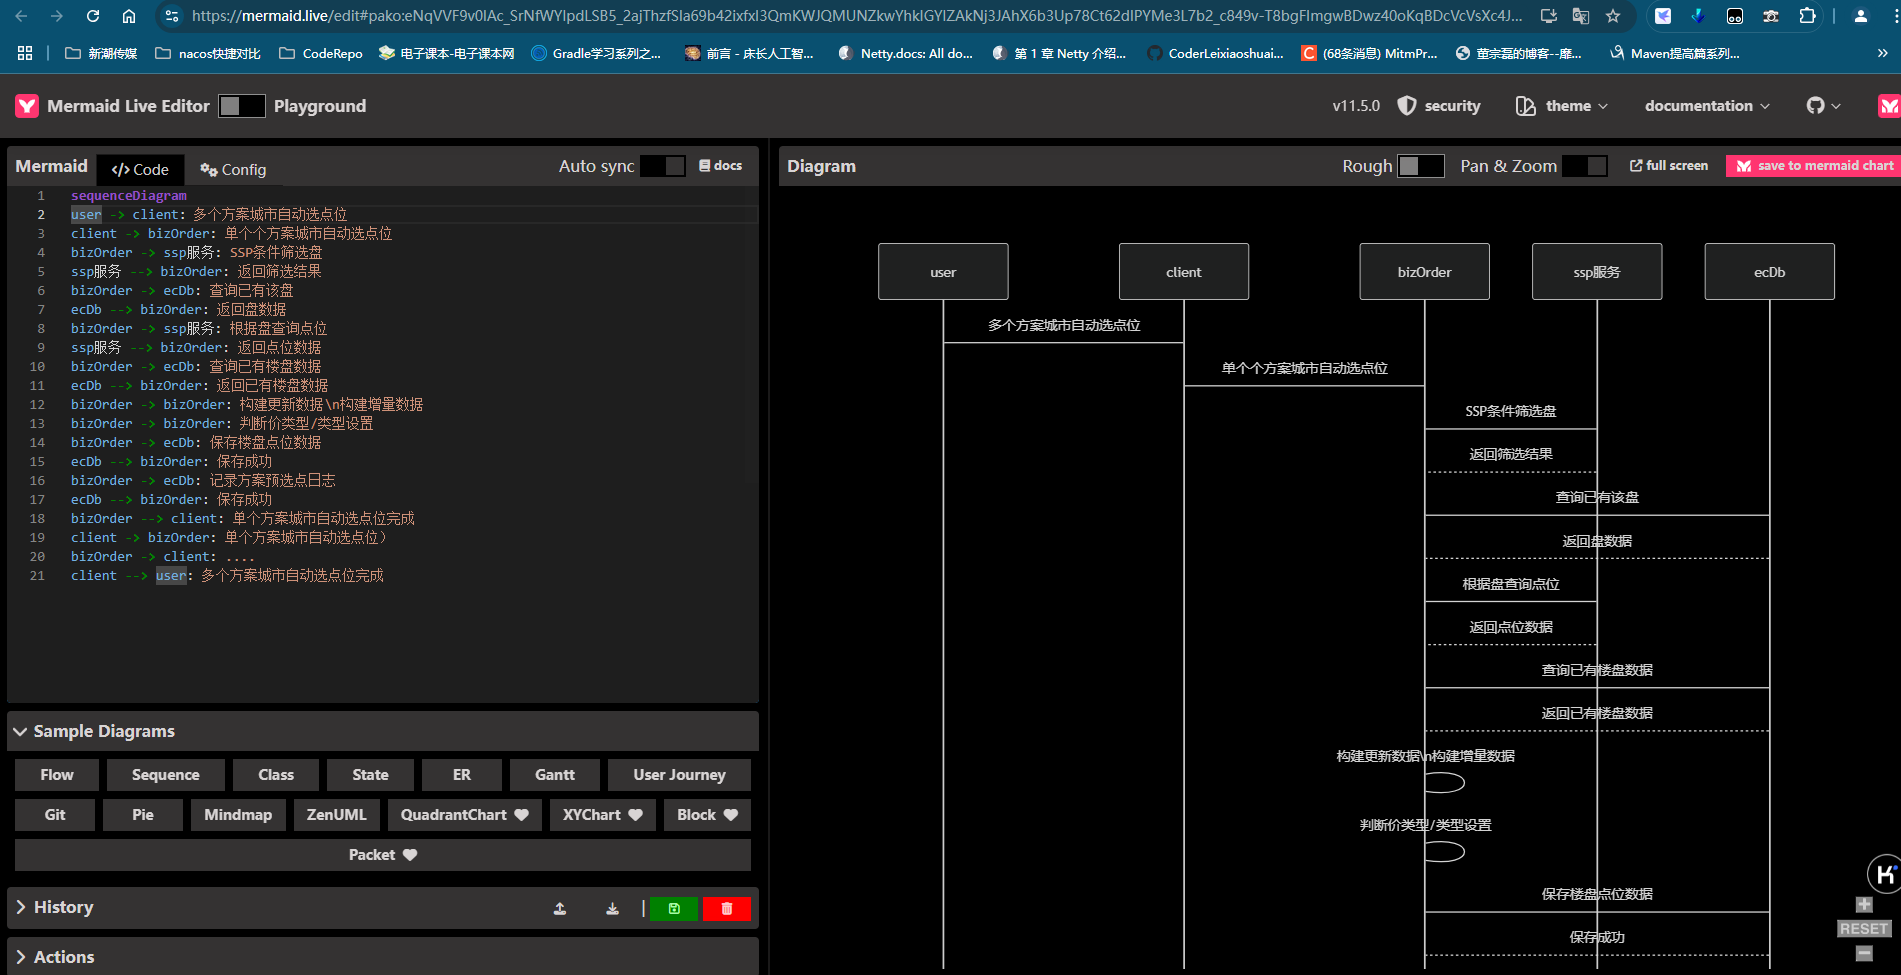 https://mermaid.live/edit#pako:eNqVVF9v0lAc_SrNfWYlpdLSB5_2ajThzfSla69b42ixfxI3QmKWJQMUNZkwYhkIGYlZAkNj3JAhX6b3Up78Ct62dIPYMe3L7b2_c849v-T8bgFImgwBDwz40oKqBDcVcVsXc4J...
新潮传媒 nacos快捷对比 CodeRepo 电子课本-电子课本网 Gradle学习系列之... 前言 - 床长人工智... Netty.docs: All do... 第 1 章 Netty 介绍... CoderLeixiaoshuai... (68条消息) MitmPr... 苗宗磊的博客--靡... Maven提高篇系列...
Mermaid Live Editor Playground v11.5.0 security theme documentation
Mermaid Code Config Auto sync docs
1 sequenceDiagram
2 user -> client: 多个方案城市自动选点位
3 client -> bizOrder: 单个个方案城市自动选点位
4 bizOrder -> ssp服务: SSP条件筛选盘
5 ssp服务 --> bizOrder: 返回筛选结果
6 bizOrder -> ecDb: 查询已有该盘
7 ecDb --> bizOrder: 返回盘数据
8 bizOrder -> ssp服务: 根据盘查询点位
9 ssp服务 --> bizOrder: 返回点位数据
10 bizOrder -> ecDb: 查询已有楼盘数据
11 ecDb --> bizOrder: 返回已有楼盘数据
12 bizOrder -> bizOrder: 构建更新数据\n构建增量数据
13 bizOrder -> bizOrder: 判断价类型/类型设置
14 bizOrder -> ecDb: 保存楼盘点位数据
15 ecDb --> bizOrder: 保存成功
16 bizOrder -> ecDb: 记录方案预选点日志
17 ecDb --> bizOrder: 保存成功
18 bizOrder --> client: 单个方案城市自动选点位完成
19 client -> bizOrder: 单个方案城市自动选点位）
20 bizOrder -> client: ....
21 client --> user: 多个方案城市自动选点位完成
Sample Diagrams
Flow Sequence Class State ER Gantt User Journey
Git Pie Mindmap ZenUML QuadrantChart XYChart Block
Packet
History
Actions
Diagram Rough Pan & Zoom full screen save to mermaid chart
user client bizOrder ssp服务 ecDb
多个方案城市自动选点位
单个个方案城市自动选点位
SSP条件筛选盘
返回筛选结果
查询已有该盘
返回盘数据
根据盘查询点位
返回点位数据
查询已有楼盘数据
返回已有楼盘数据
构建更新数据\n构建增量数据
判断价类型/类型设置
保存楼盘点位数据
保存成功
RESET